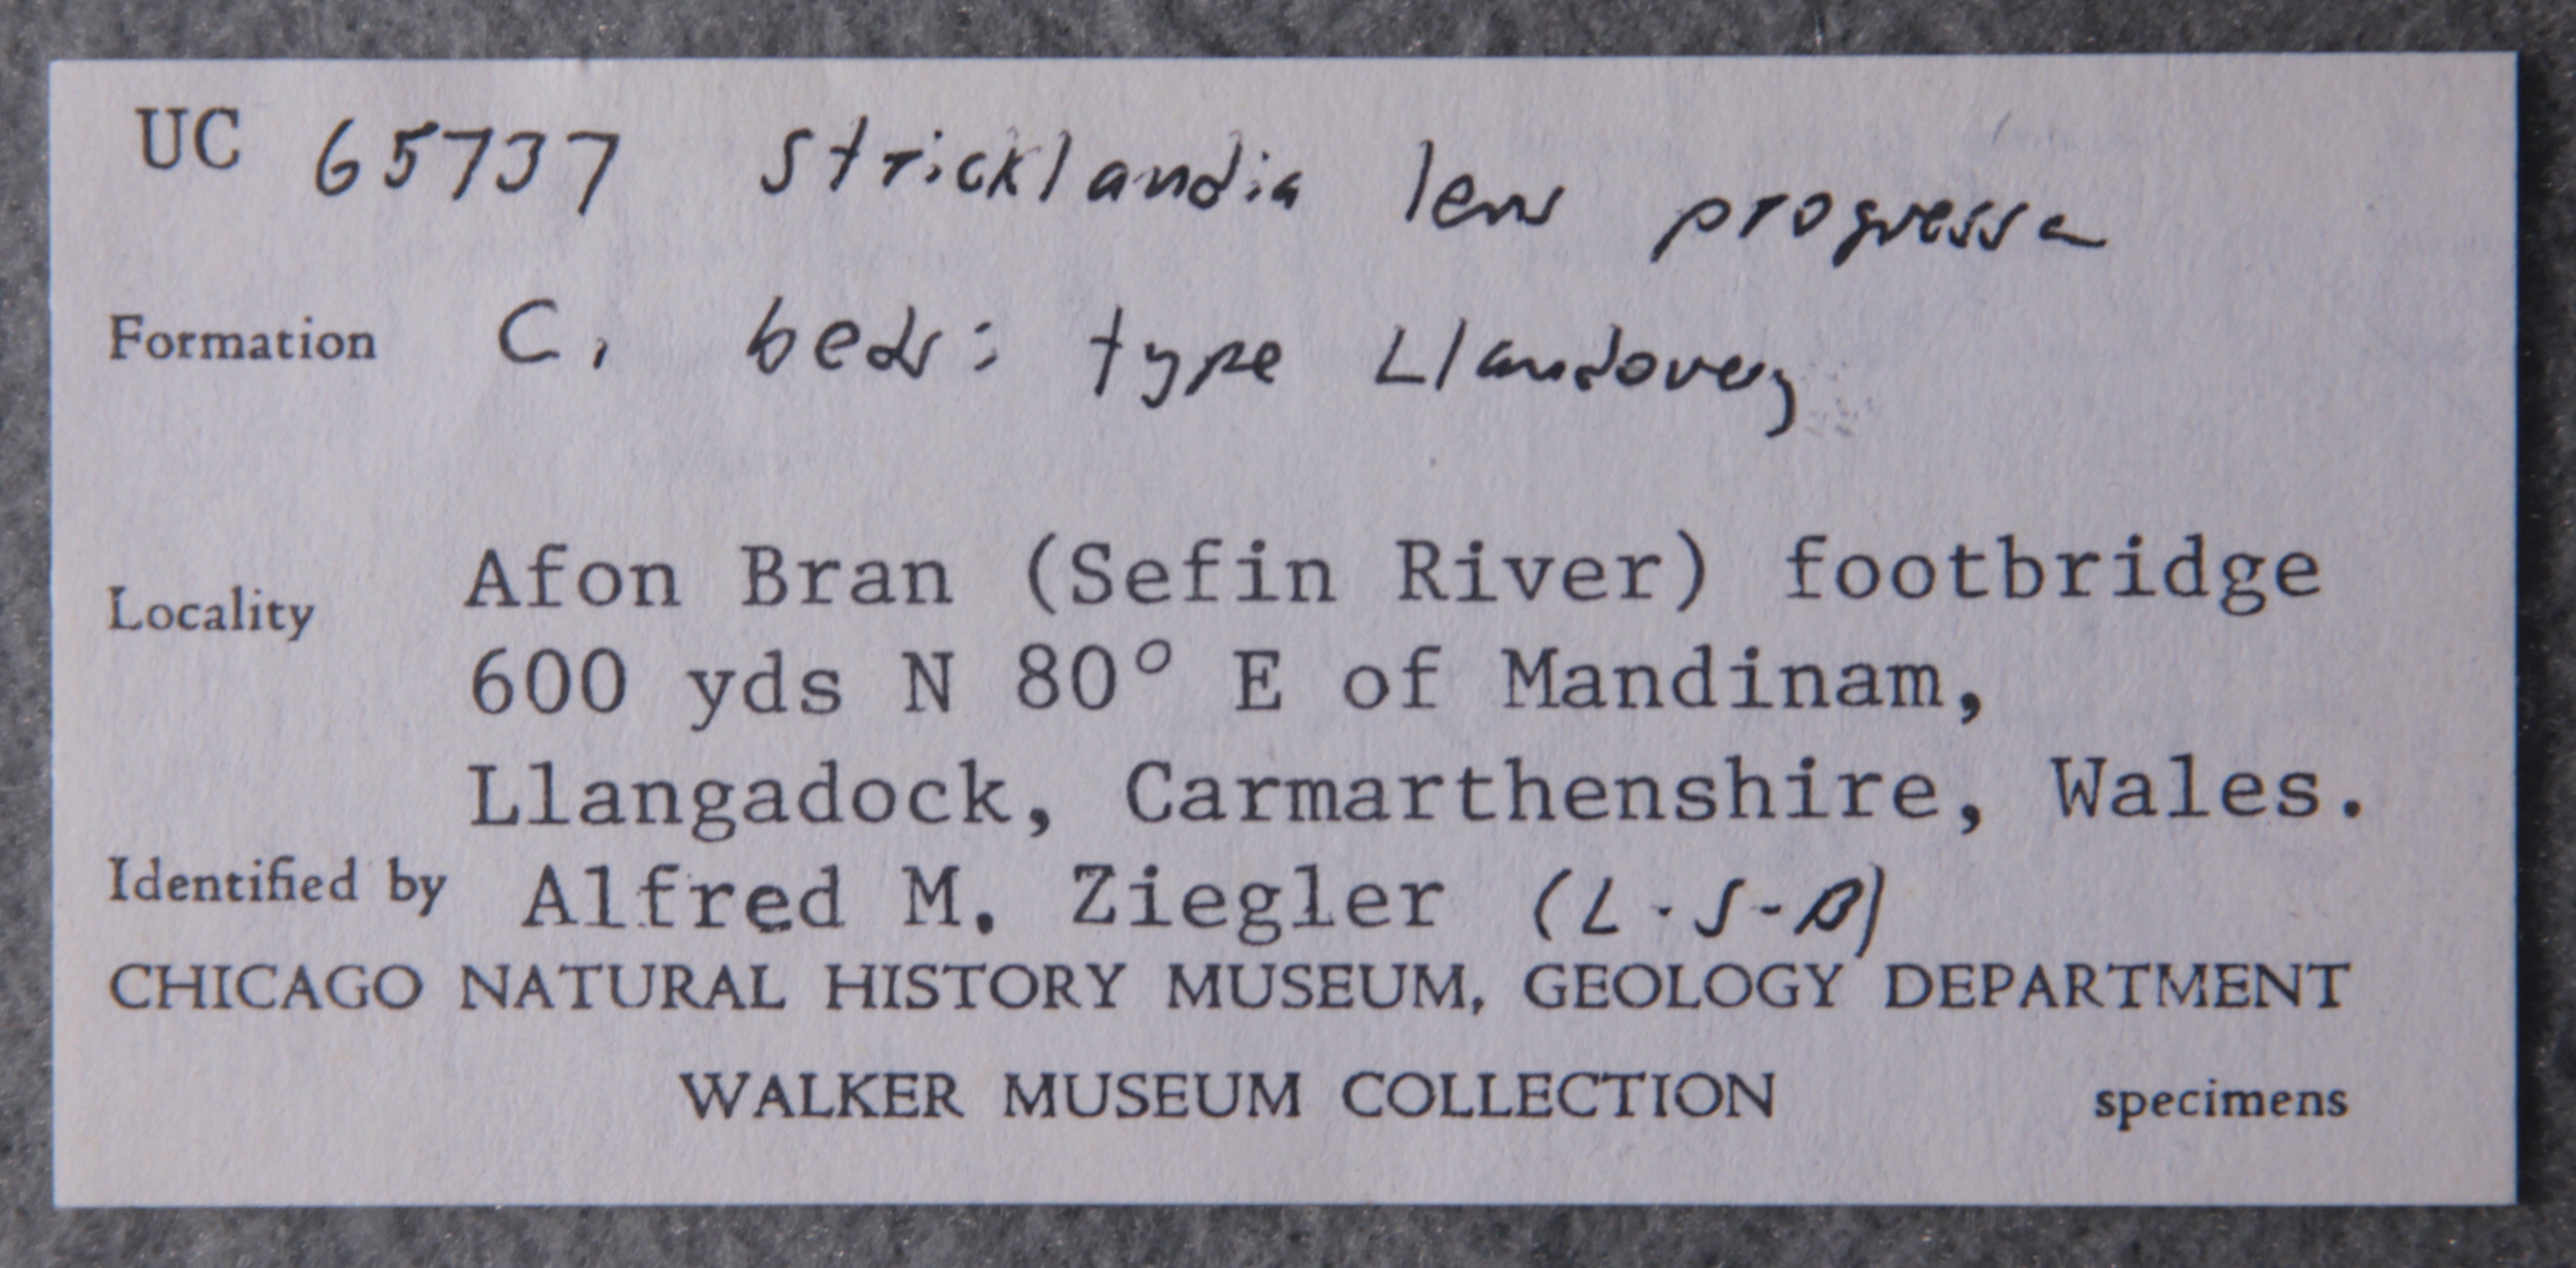 UC 65737 Stricklandia lens progressa
Formation C₁ beds: type Llandovery
Locality Afon Bran (Sefin River) footbridge
600 yds N 80° E of Mandinam,
Llangadock, Carmarthenshire, Wales.
Identified by Alfred M. Ziegler (L-S-B)
CHICAGO NATURAL HISTORY MUSEUM, GEOLOGY DEPARTMENT
WALKER MUSEUM COLLECTION specimens